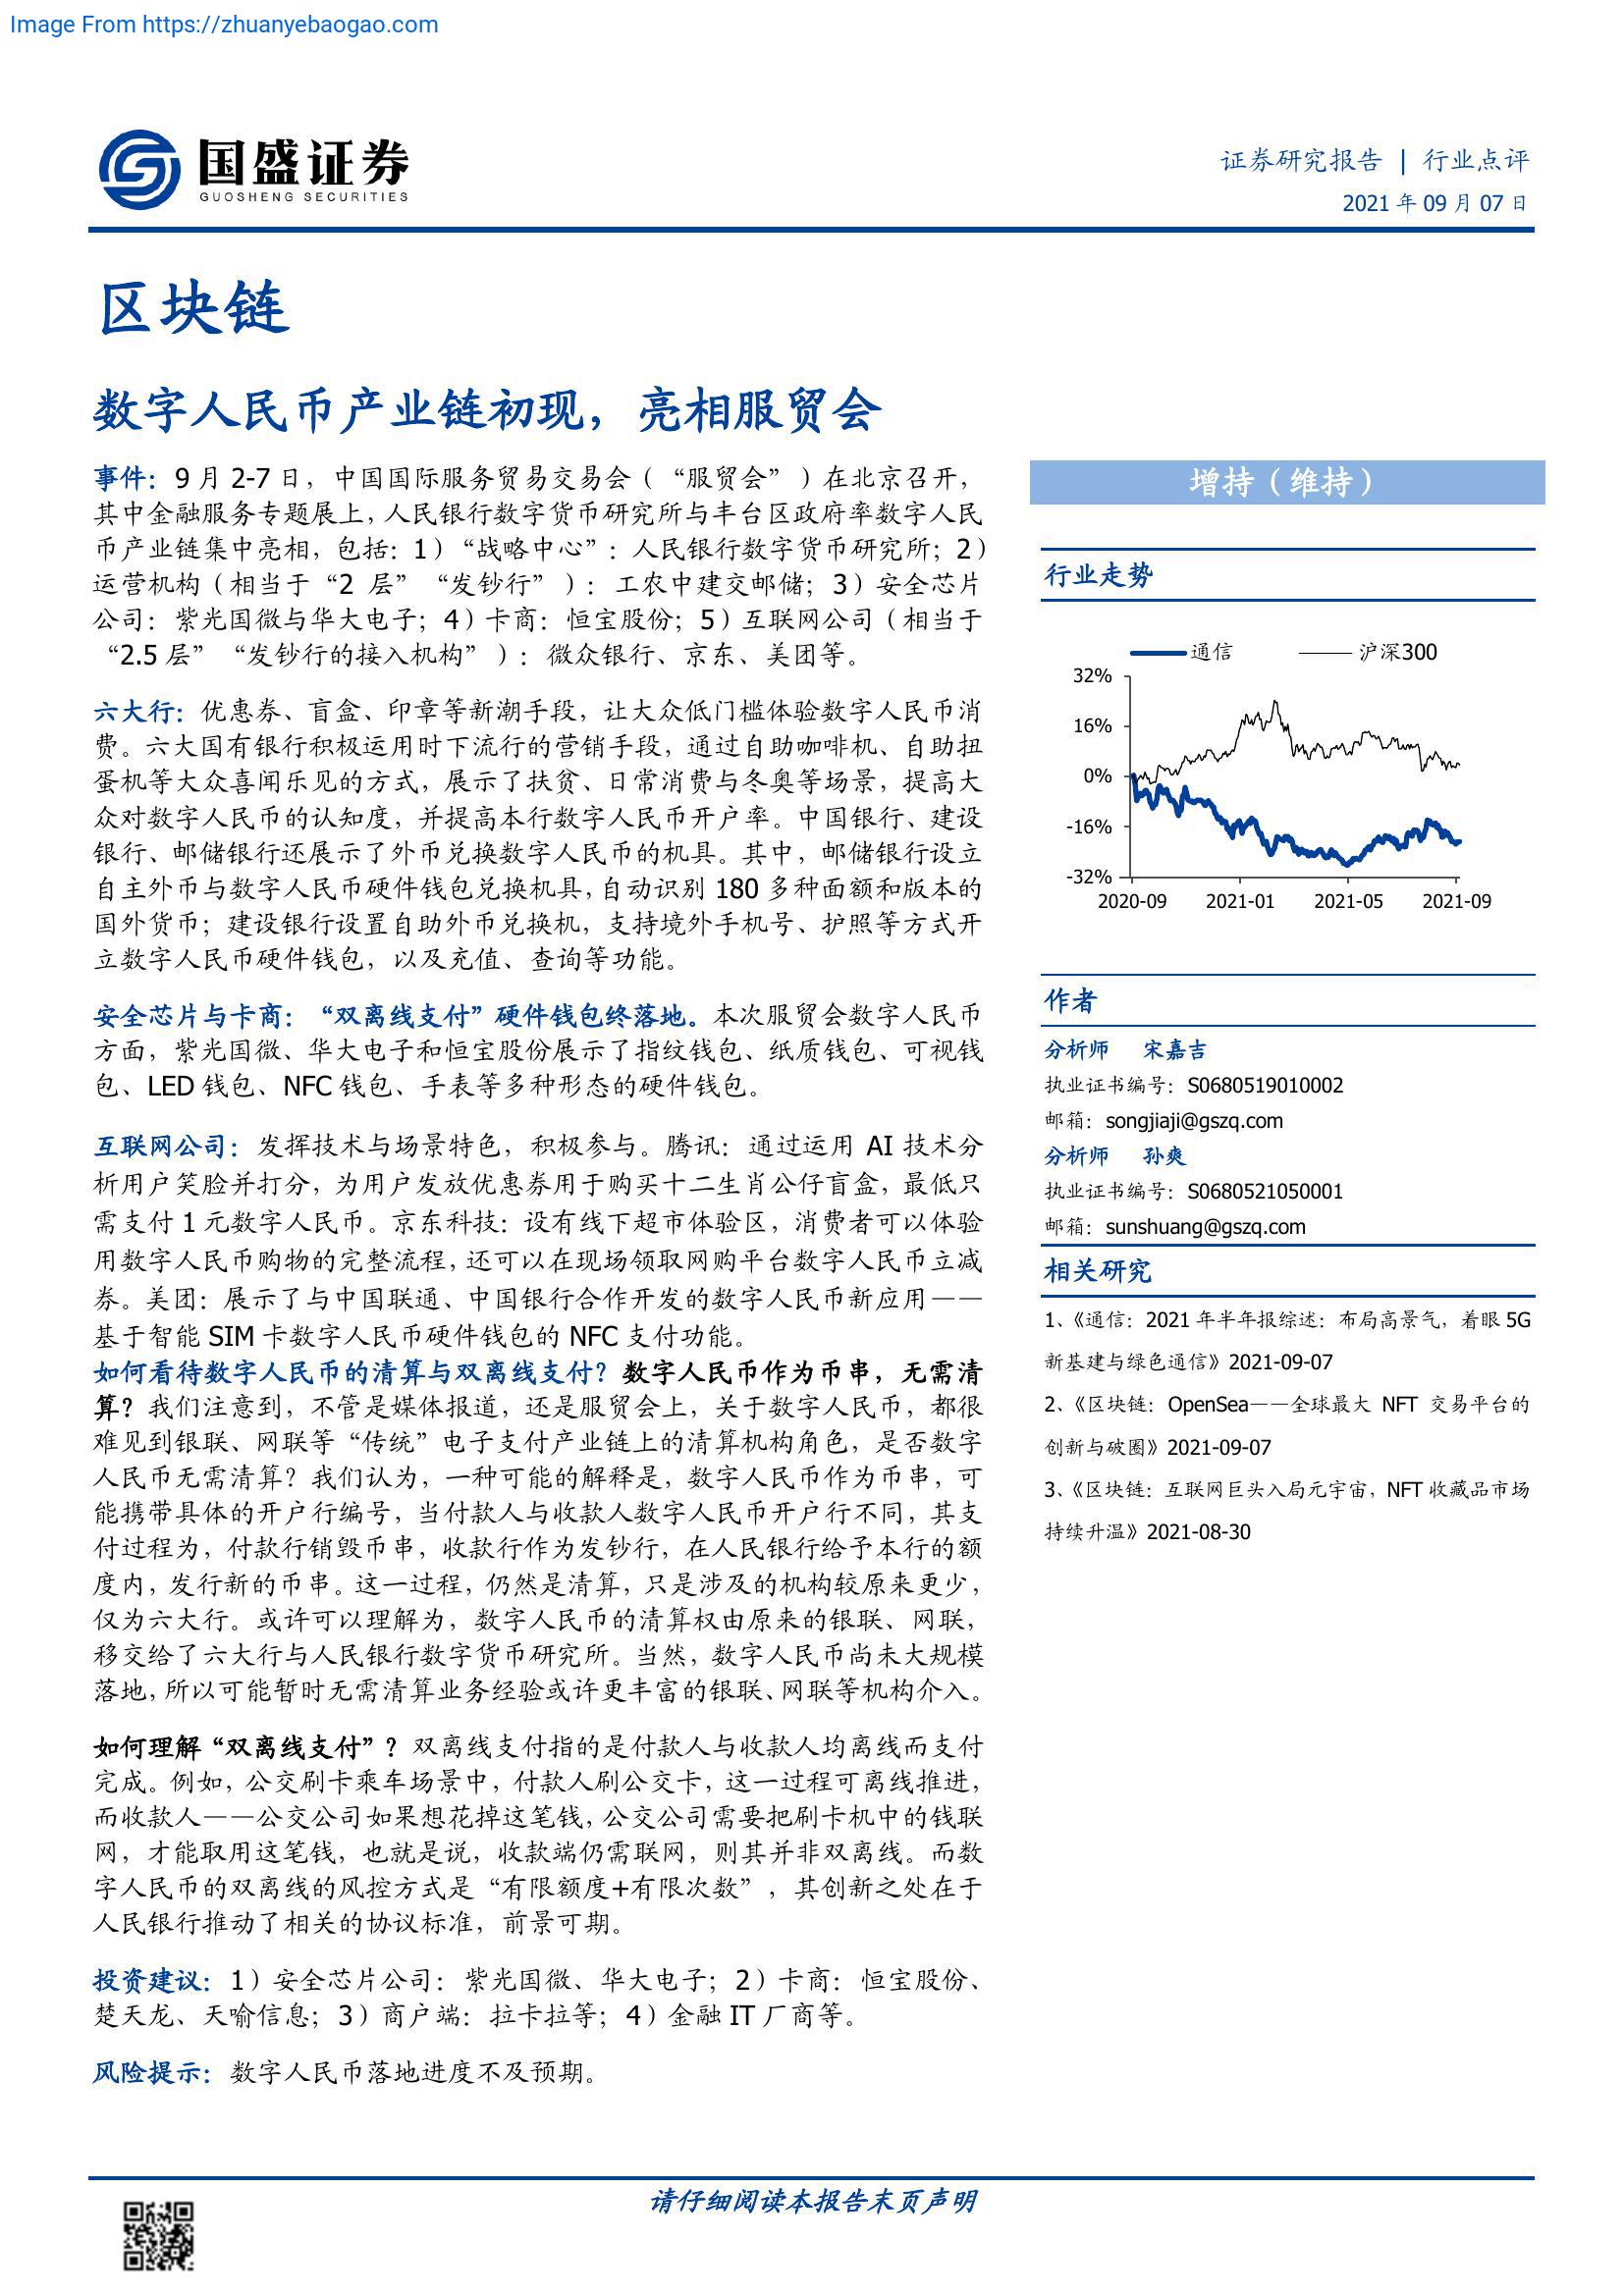 Image From https://zhuanyebaogao.com
国盛证券
GUOSHENG SECURITIES
证券研究报告 | 行业点评
2021 年 09 月 07 日
区块链
数字人民币产业链初现，亮相服贸会
事件：9 月 2-7 日，中国国际服务贸易交易会（“服贸会”）在北京召开，
其中金融服务专题展上，人民银行数字货币研究所与丰台区政府率数字人民
币产业链集中亮相，包括：1）“战略中心”：人民银行数字货币研究所；2）
运营机构（相当于“2 层”“发钞行”）：工农中建交邮储；3）安全芯片
公司：紫光国微与华大电子；4）卡商：恒宝股份；5）互联网公司（相当于
“2.5 层”“发钞行的接入机构”）：微众银行、京东、美团等。
六大行：优惠券、盲盒、印章等新潮手段，让大众低门槛体验数字人民币消
费。六大国有银行积极运用时下流行的营销手段，通过自助咖啡机、自助扭
蛋机等大众喜闻乐见的方式，展示了扶贫、日常消费与冬奥等场景，提高大
众对数字人民币的认知度，并提高本行数字人民币开户率。中国银行、建设
银行、邮储银行还展示了外币兑换数字人民币的机具。其中，邮储银行设立
自主外币与数字人民币硬件钱包兑换机具，自动识别 180 多种面额和版本的
国外货币；建设银行设置自助外币兑换机，支持境外手机号、护照等方式开
立数字人民币硬件钱包，以及充值、查询等功能。
安全芯片与卡商：“双离线支付”硬件钱包终落地。本次服贸会数字人民币
方面，紫光国微、华大电子和恒宝股份展示了指纹钱包、纸质钱包、可视钱
包、LED 钱包、NFC 钱包、手表等多种形态的硬件钱包。
互联网公司：发挥技术与场景特色，积极参与。腾讯：通过运用 AI 技术分
析用户笑脸并打分，为用户发放优惠券用于购买十二生肖公仔盲盒，最低只
需支付 1 元数字人民币。京东科技：设有线下超市体验区，消费者可以体验
用数字人民币购物的完整流程，还可以在现场领取网购平台数字人民币立减
券。美团：展示了与中国联通、中国银行合作开发的数字人民币新应用——
基于智能 SIM 卡数字人民币硬件钱包的 NFC 支付功能。
如何看待数字人民币的清算与双离线支付？数字人民币作为币串，无需清
算？我们注意到，不管是媒体报道，还是服贸会上，关于数字人民币，都很
难见到银联、网联等“传统”电子支付产业链上的清算机构角色，是否数字
人民币无需清算？我们认为，一种可能的解释是，数字人民币作为币串，可
能携带具体的开户行编号，当付款人与收款人数字人民币开户行不同，其支
付过程为，付款行销毁币串，收款行作为发钞行，在人民银行给予本行的额
度内，发行新的币串。这一过程，仍然是清算，只是涉及的机构较原来更少，
仅为六大行。或许可以理解为，数字人民币的清算权由原来的银联、网联，
移交给了六大行与人民银行数字货币研究所。当然，数字人民币尚未大规模
落地，所以可能暂时无需清算业务经验或许更丰富的银联、网联等机构介入。
如何理解“双离线支付”？双离线支付指的是付款人与收款人均离线而支付
完成。例如，公交刷卡乘车场景中，付款人刷公交卡，这一过程可离线推进，
而收款人——公交公司如果想花掉这笔钱，公交公司需要把刷卡机中的钱联
网，才能取用这笔钱，也就是说，收款端仍需联网，则其并非双离线。而数
字人民币的双离线的风控方式是“有限额度+有限次数”，其创新之处在于
人民银行推动了相关的协议标准，前景可期。
投资建议：1）安全芯片公司：紫光国微、华大电子；2）卡商：恒宝股份、
楚天龙、天喻信息；3）商户端：拉卡拉等；4）金融 IT 厂商等。
风险提示：数字人民币落地进度不及预期。
增持（维持）
行业走势
通信 沪深300
32%
16%
0%
-16%
-32%
2020-09 2021-01 2021-05 2021-09
作者
分析师 宋嘉吉
执业证书编号：S0680519010002
邮箱：songjiaji@gszq.com
分析师 孙爽
执业证书编号：S0680521050001
邮箱：sunshuang@gszq.com
相关研究
1、《通信：2021 年半年报综述：布局高景气，着眼 5G
新基建与绿色通信》2021-09-07
2、《区块链：OpenSea——全球最大 NFT 交易平台的
创新与破圈》2021-09-07
3、《区块链：互联网巨头入局元宇宙，NFT 收藏品市场
持续升温》2021-08-30
请仔细阅读本报告末页声明